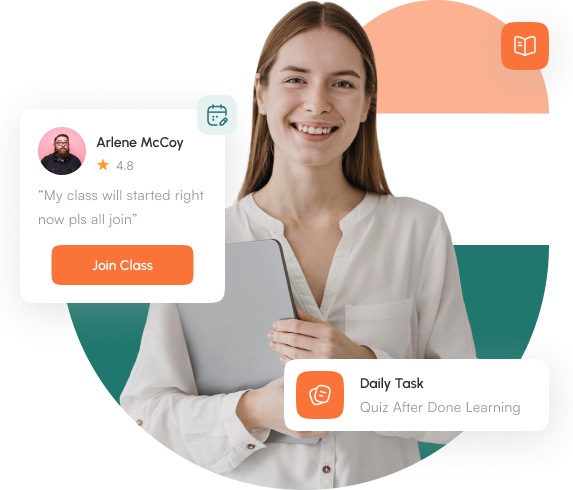 Arlene McCoy
4.8
“My class will started right
now pls all join”
Join Class
Daily Task
Quiz After Done Learning